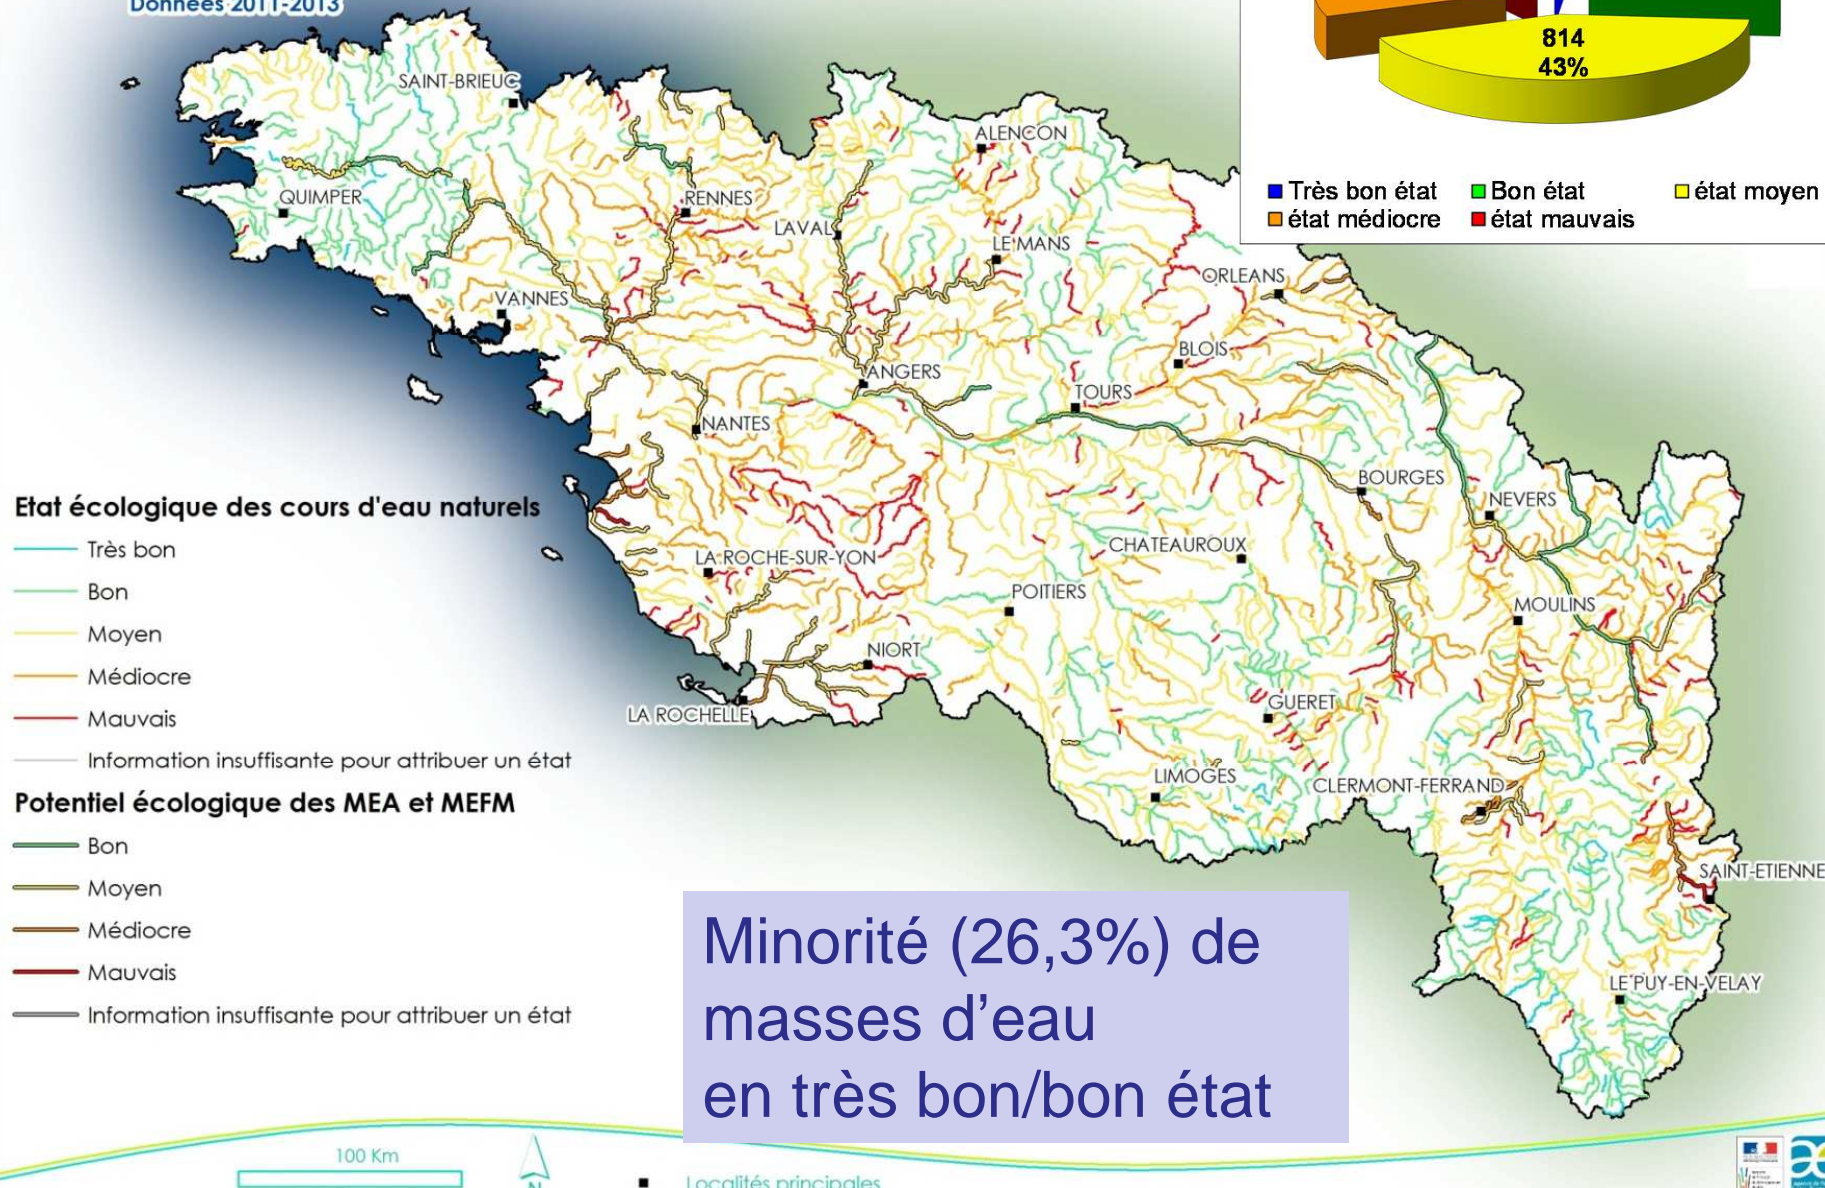 Données 2011-2013
814
43%
Très bon état
Bon état
état moyen
état médiocre
état mauvais
SAINT-BRIEUC
ALENCON
QUIMPER
RENNES
LAVAL
LE MANS
ORLEANS
VANNES
BLOIS
ANGERS
TOURS
NANTES
BOURGES
NEVERS
CHATEAUROUX
LA ROCHE-SUR-YON
POITIERS
MOULINS
NIORT
GUERET
LA ROCHELLE
LIMOGES
CLERMONT-FERRAND
SAINT-ETIENNE
LE PUY-EN-VELAY
Etat écologique des cours d'eau naturels
Très bon
Bon
Moyen
Médiocre
Mauvais
Information insuffisante pour attribuer un état
Potentiel écologique des MEA et MEFM
Bon
Moyen
Médiocre
Mauvais
Information insuffisante pour attribuer un état
Minorité (26,3%) de
masses d’eau
en très bon/bon état
100 Km
N
Localités principales